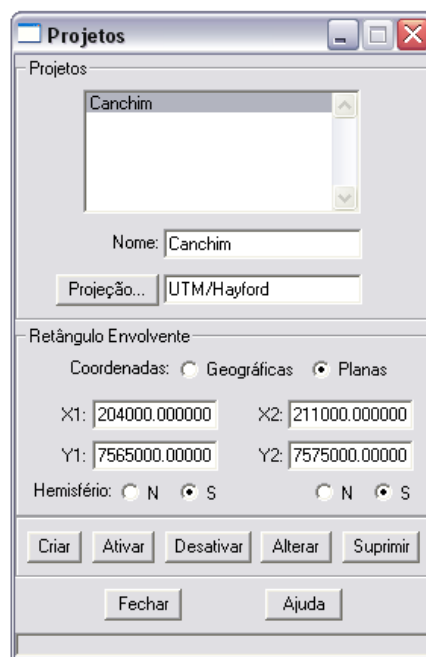 Projetos
Projetos
Canchim
Nome: Canchim
Projeção... UTM/Hayford
Retângulo Envolvente
Coordenadas: Geográficas Planas
X1: 204000.000000 X2: 211000.000000
Y1: 7565000.00000 Y2: 7575000.00000
Hemisfério: N S N S
Criar Ativar Desativar Alterar Suprimir
Fechar Ajuda